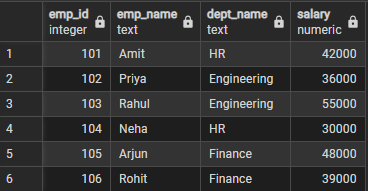 emp_id emp_name dept_name salary
integer text text numeric
1 101 Amit HR 42000
2 102 Priya Engineering 36000
3 103 Rahul Engineering 55000
4 104 Neha HR 30000
5 105 Arjun Finance 48000
6 106 Rohit Finance 39000